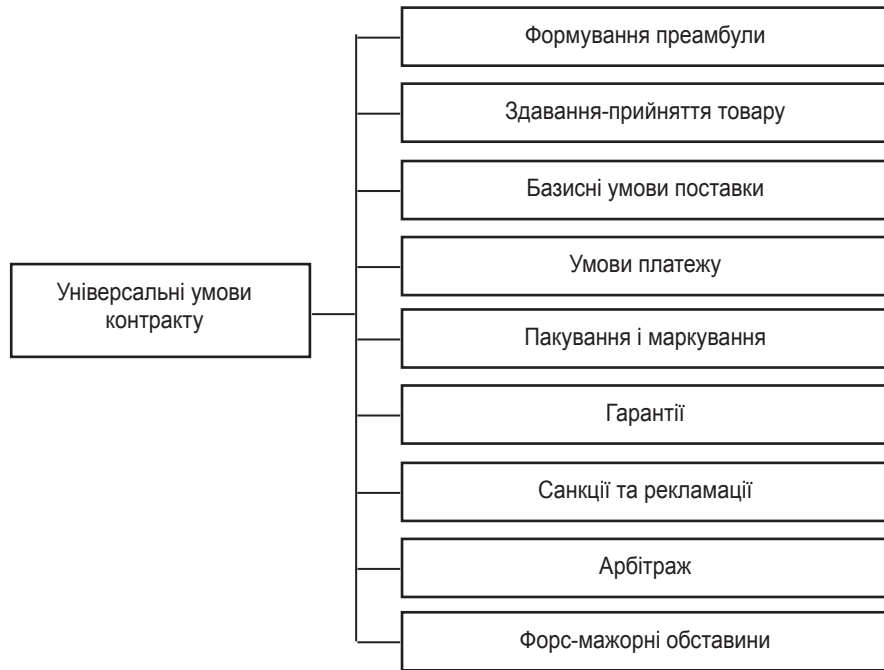 Формування преамбули
Здавання-прийняття товару
Базисні умови поставки
Умови платежу
Універсальні умови
контракту
Пакування і маркування
Гарантії
Санкції та рекламації
Арбітраж
Форс-мажорні обставини